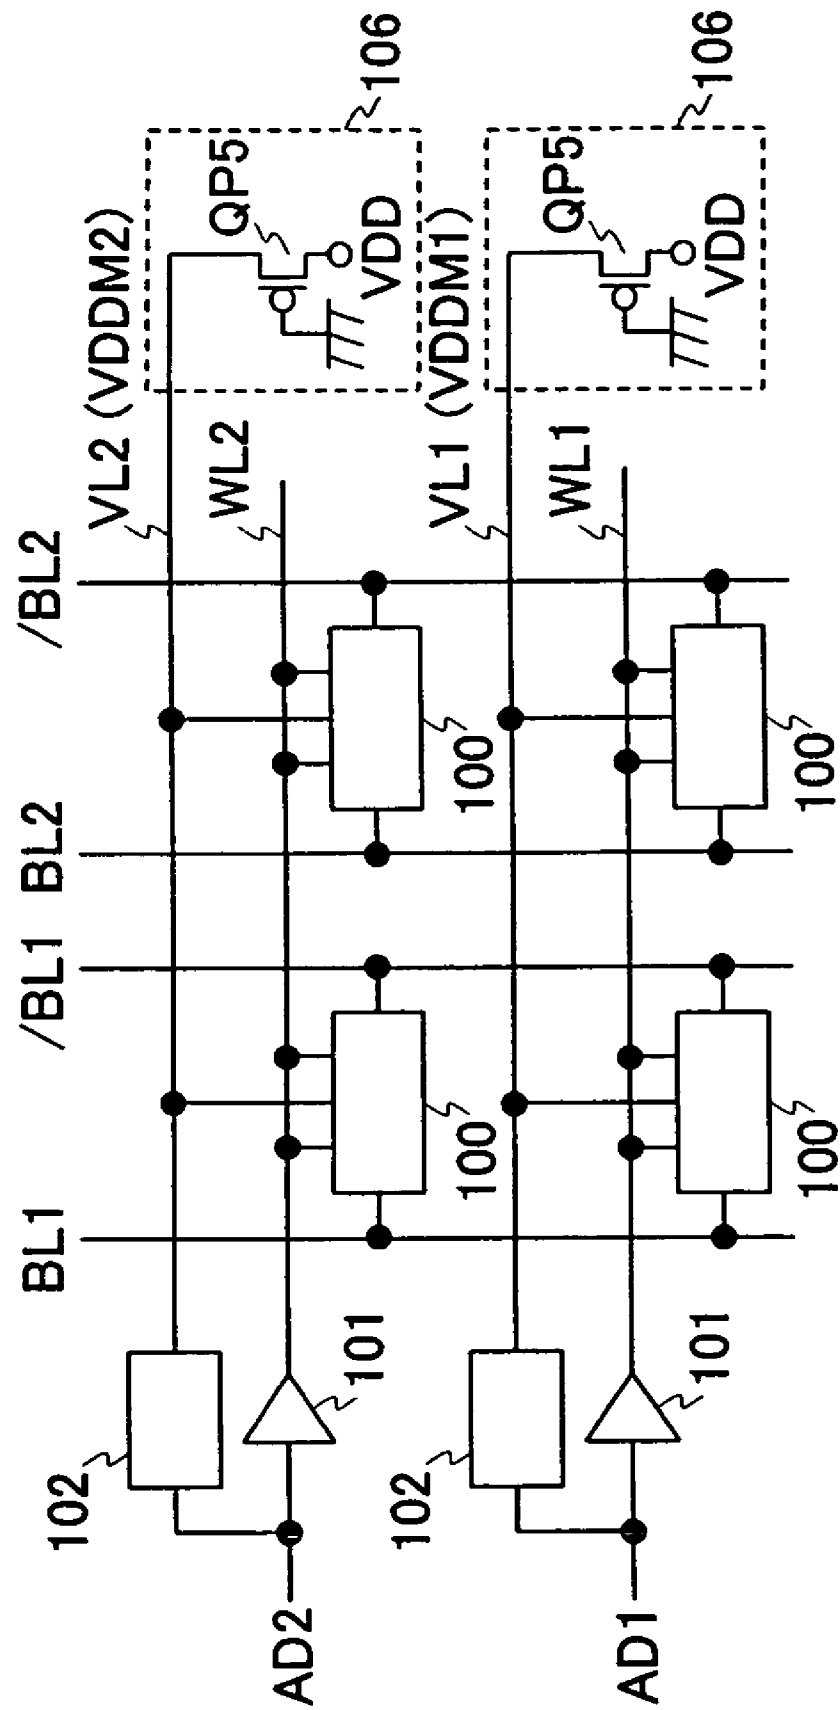 /BL2
BL2
/BL1
BL1
VL2 (VDDM2)
WL2
QP5
VDD
106
100
100
102
101
AD2
VL1 (VDDM1)
WL1
QP5
VDD
106
100
100
102
101
AD1